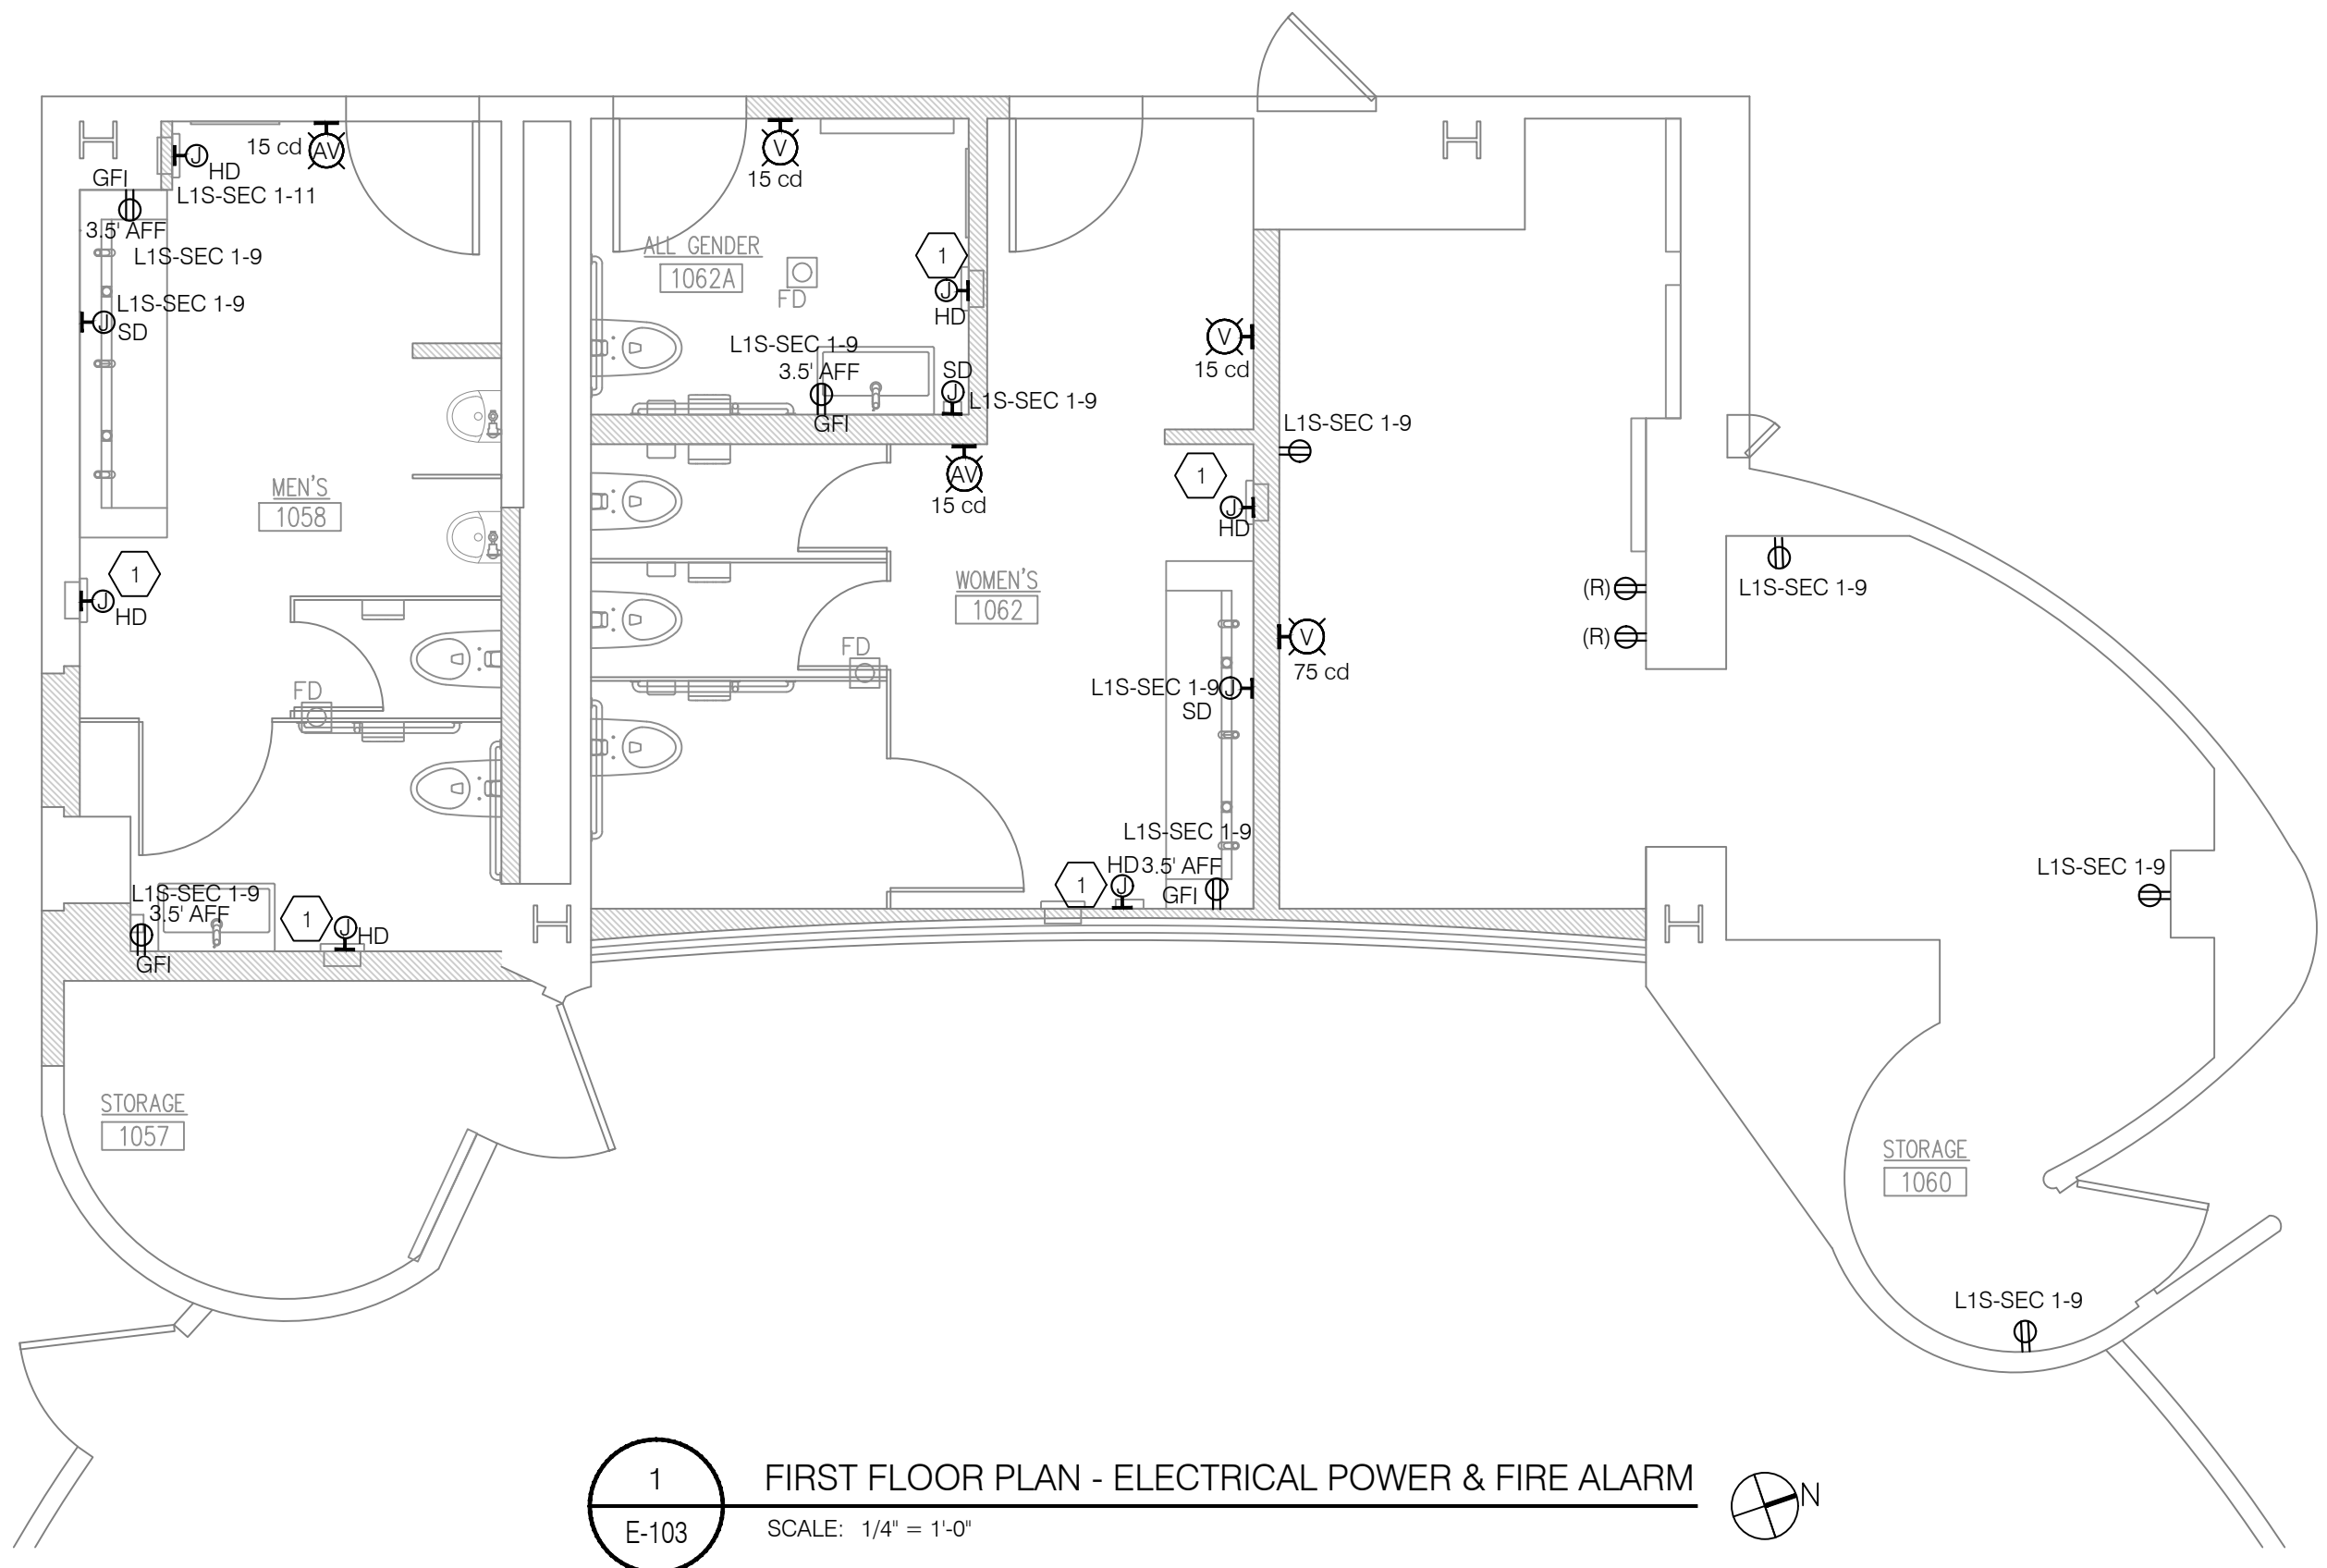 15 cd
AV
J
HD
L1S-SEC 1-11
GFI
3.5' AFF
L1S-SEC 1-9
L1S-SEC 1-9
J
SD
MEN'S
1058
1
J
HD
FD
L1S-SEC 1-9
3.5' AFF
GFI
1
J
HD
STORAGE
1057
V
15 cd
ALL GENDER
1062A
FD
1
J
HD
L1S-SEC 1-9
3.5' AFF
GFI
SD
J
L1S-SEC 1-9
AV
15 cd
V
15 cd
1
J
HD
WOMEN'S
1062
FD
L1S-SEC 1-9
J
SD
L1S-SEC 1-9
HD
3.5' AFF
1
J
GFI
L1S-SEC 1-9
V
75 cd
(R)
(R)
L1S-SEC 1-9
L1S-SEC 1-9
STORAGE
1060
L1S-SEC 1-9
1
E-103
FIRST FLOOR PLAN - ELECTRICAL POWER & FIRE ALARM
SCALE: 1/4" = 1'-0"
N